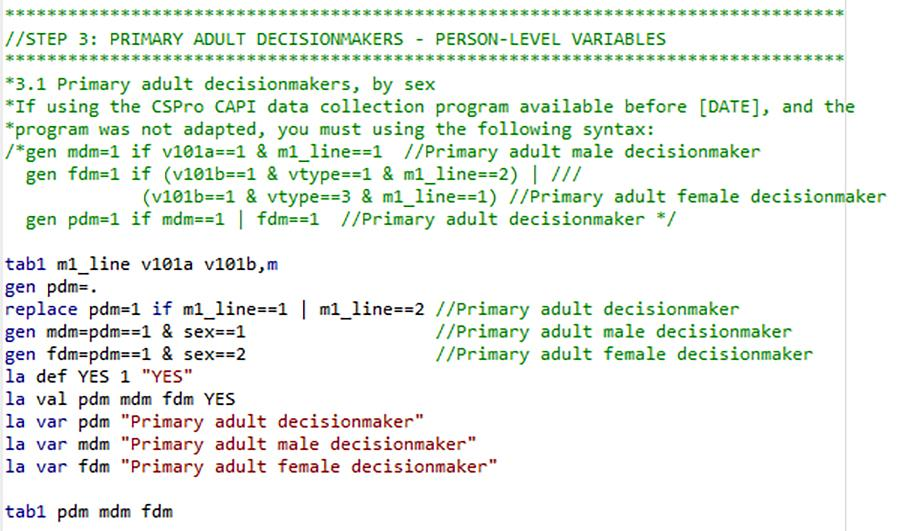 ********************************************************************************
//STEP 3: PRIMARY ADULT DECISIONMAKERS - PERSON-LEVEL VARIABLES
********************************************************************************
*3.1 Primary adult decisionmakers, by sex
*If using the CSPro CAPI data collection program available before [DATE], and the
*program was not adapted, you must using the following syntax:
/*gen mdm=1 if v101a==1 & m1_line==1  //Primary adult male decisionmaker
  gen fdm=1 if (v101b==1 & vtype==1 & m1_line==2) | ///
             (v101b==1 & vtype==3 & m1_line==1) //Primary adult female decisionmaker
  gen pdm=1 if mdm==1 | fdm==1  //Primary adult decisionmaker */
tab1 m1_line v101a v101b,m
gen pdm=.
replace pdm=1 if m1_line==1 | m1_line==2 //Primary adult decisionmaker
gen mdm=pdm==1 & sex==1                  //Primary adult male decisionmaker
gen fdm=pdm==1 & sex==2                  //Primary adult female decisionmaker
la def YES 1 "YES"
la val pdm mdm fdm YES
la var pdm "Primary adult decisionmaker"
la var mdm "Primary adult male decisionmaker"
la var fdm "Primary adult female decisionmaker"
tab1 pdm mdm fdm